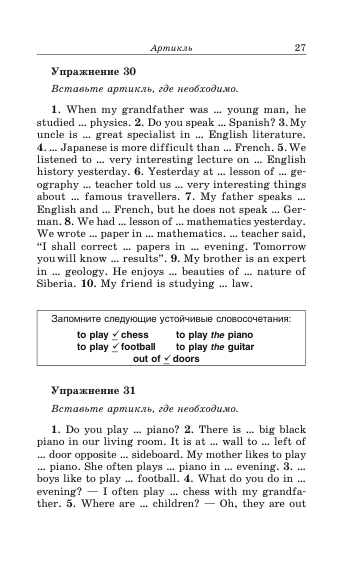 Артикль 27
Упражнение 30
Вставьте артикль, где необходимо.
1. When my grandfather was ... young man, he
studied ... physics. 2. Do you speak ... Spanish? 3. My
uncle is ... great specialist in ... English literature.
4. ... Japanese is more difficult than ... French. 5. We
listened to ... very interesting lecture on ... English
history yesterday. 6. Yesterday at ... lesson of ... ge-
ography ... teacher told us ... very interesting things
about ... famous travellers. 7. My father speaks ...
English and ... French, but he does not speak ... Ger-
man. 8. We had ... lesson of ... mathematics yesterday.
We wrote ... paper in ... mathematics. ... teacher said,
“I shall correct ... papers in ... evening. Tomorrow
you will know ... results”. 9. My brother is an expert
in ... geology. He enjoys ... beauties of ... nature of
Siberia. 10. My friend is studying ... law.
Запомните следующие устойчивые словосочетания:
to play ✓ chess to play the piano
to play ✓ football to play the guitar
out of ✓ doors
Упражнение 31
Вставьте артикль, где необходимо.
1. Do you play ... piano? 2. There is ... big black
piano in our living room. It is at ... wall to ... left of
... door opposite ... sideboard. My mother likes to play
... piano. She often plays ... piano in ... evening. 3. ...
boys like to play ... football. 4. What do you do in ...
evening? — I often play ... chess with my grandfa-
ther. 5. Where are ... children? — Oh, they are out